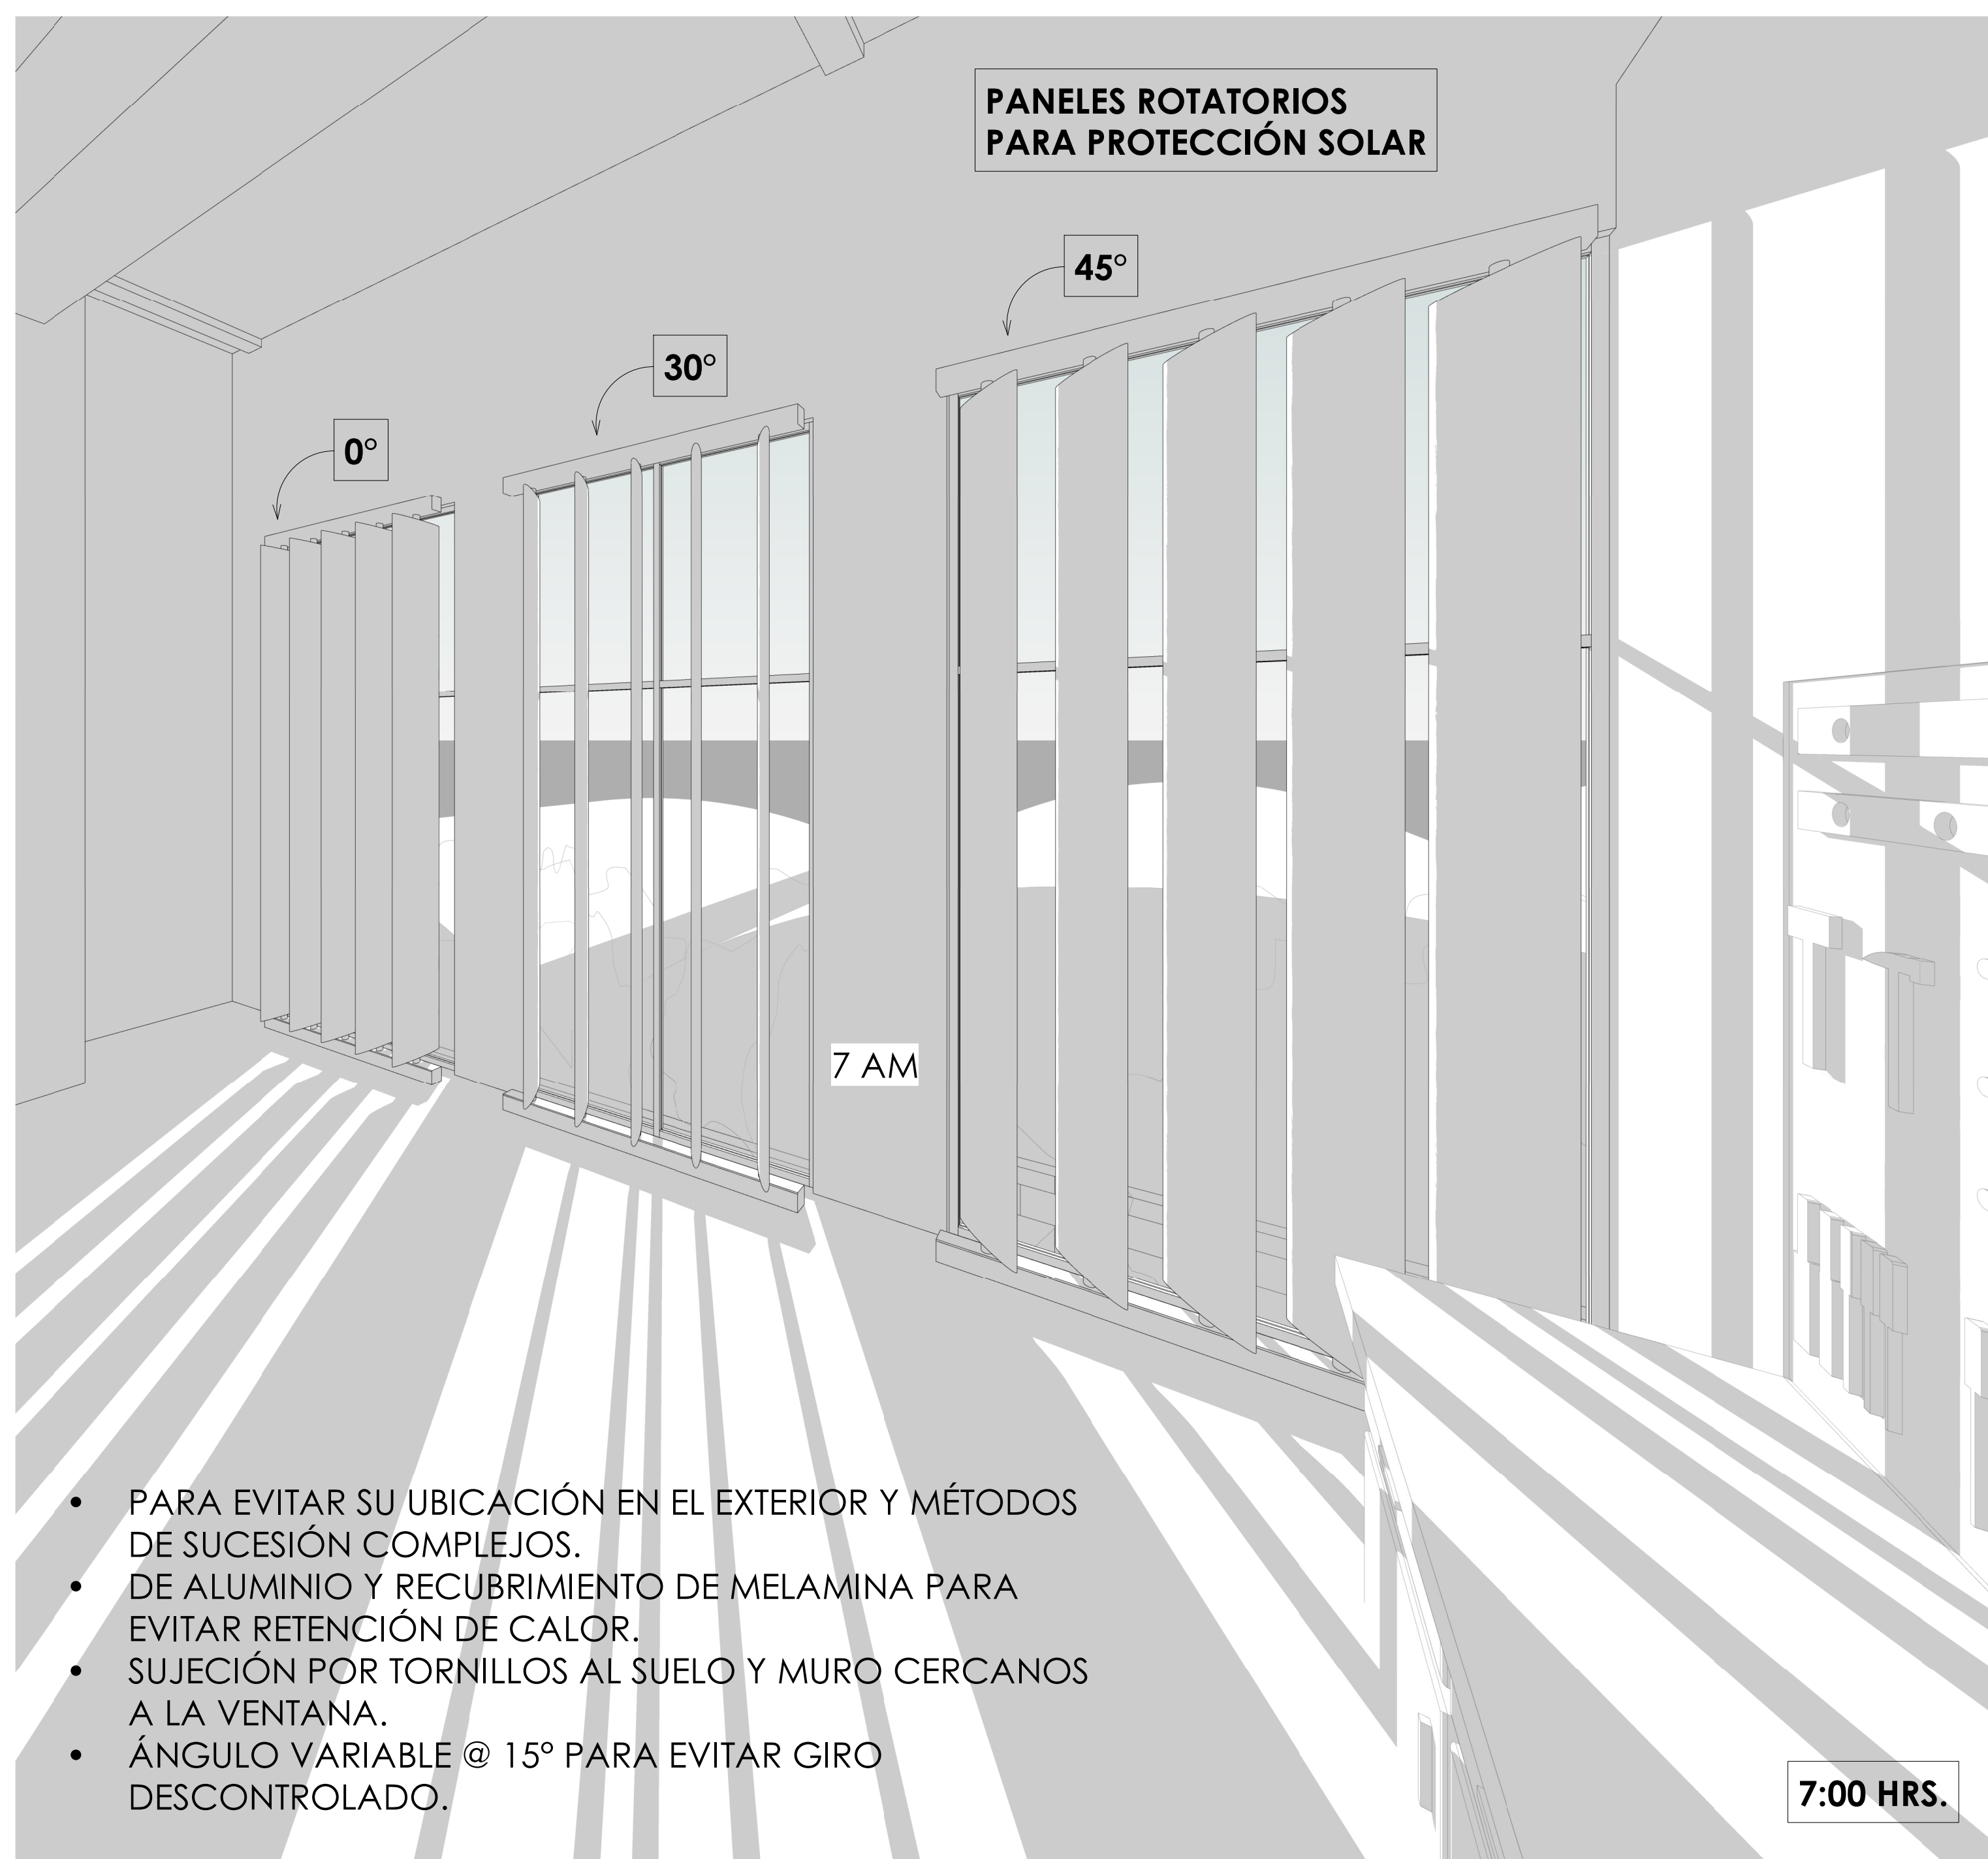 PANELES ROTATORIOS
PARA PROTECCIÓN SOLAR
45°
30°
0°
7 AM
• PARA EVITAR SU UBICACIÓN EN EL EXTERIOR Y MÉTODOS
DE SUCESIÓN COMPLEJOS.
• DE ALUMINIO Y RECUBRIMIENTO DE MELAMINA PARA
EVITAR RETENCIÓN DE CALOR.
• SUJECIÓN POR TORNILLOS AL SUELO Y MURO CERCANOS
A LA VENTANA.
• ÁNGULO VARIABLE @ 15º PARA EVITAR GIRO
DESCONTROLADO.
7:00 HRS.